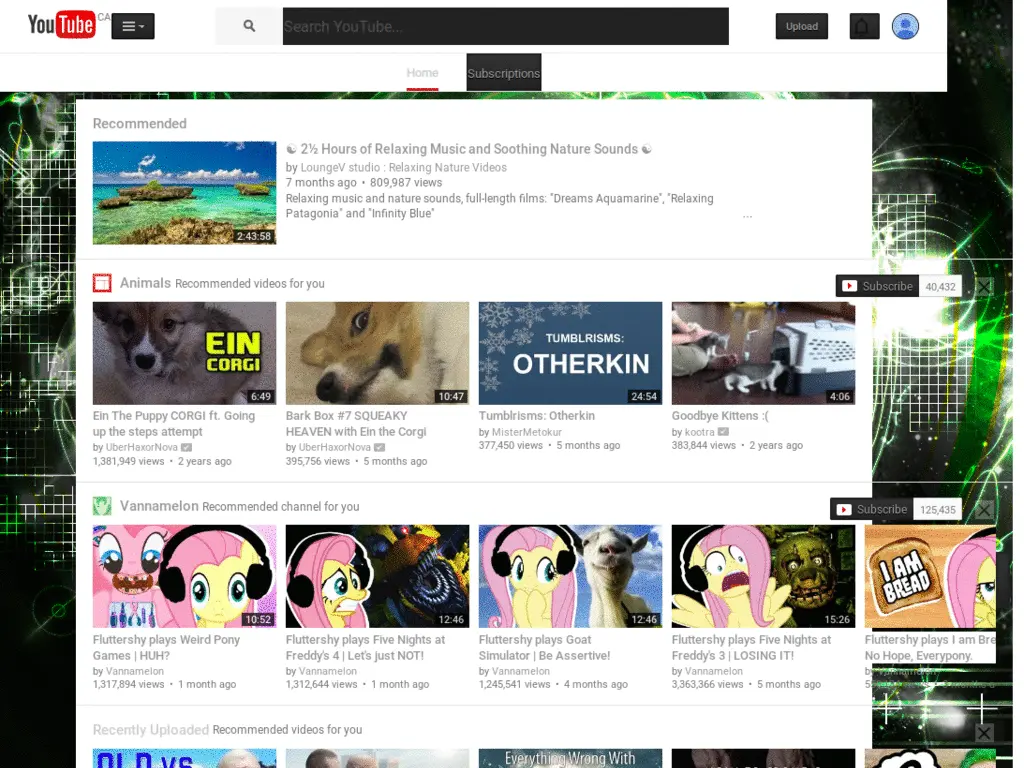 YouTube CA
Search YouTube...
Upload
Home
Subscriptions
Recommended
2:43:58
☯ 2½ Hours of Relaxing Music and Soothing Nature Sounds ☯
by LoungeV studio : Relaxing Nature Videos
7 months ago • 809,987 views
Relaxing music and nature sounds, full-length films: "Dreams Aquamarine", "Relaxing
Patagonia" and "Infinity Blue"
...
Animals Recommended videos for you
Subscribe 40,432
EIN
CORGI
6:49
10:47
TUMBLRISMS:
OTHERKIN
24:54
4:06
Ein The Puppy CORGI ft. Going
up the steps attempt
by UberHaxorNova
1,381,949 views • 2 years ago
Bark Box #7 SQUEAKY
HEAVEN with Ein the Corgi
by UberHaxorNova
395,756 views • 5 months ago
Tumblrisms: Otherkin
by MisterMetokur
377,450 views • 5 months ago
Goodbye Kittens :(
by kootra
383,844 views • 2 years ago
Vannamelon Recommended channel for you
Subscribe 125,435
10:52
12:46
12:46
15:26
I AM
BREAD
Fluttershy plays Weird Pony
Games | HUH?
by Vannamelon
1,317,894 views • 1 month ago
Fluttershy plays Five Nights at
Freddy's 4 | Let's just NOT!
by Vannamelon
1,312,644 views • 1 month ago
Fluttershy plays Goat
Simulator | Be Assertive!
by Vannamelon
1,245,541 views • 4 months ago
Fluttershy plays Five Nights at
Freddy's 3 | LOSING IT!
by Vannamelon
3,363,366 views • 5 months ago
Fluttershy plays I am Bre
No Hope, Everypony.
by Vannamelon
Recently Uploaded Recommended videos for you
OLD vs
Everything Wrong With